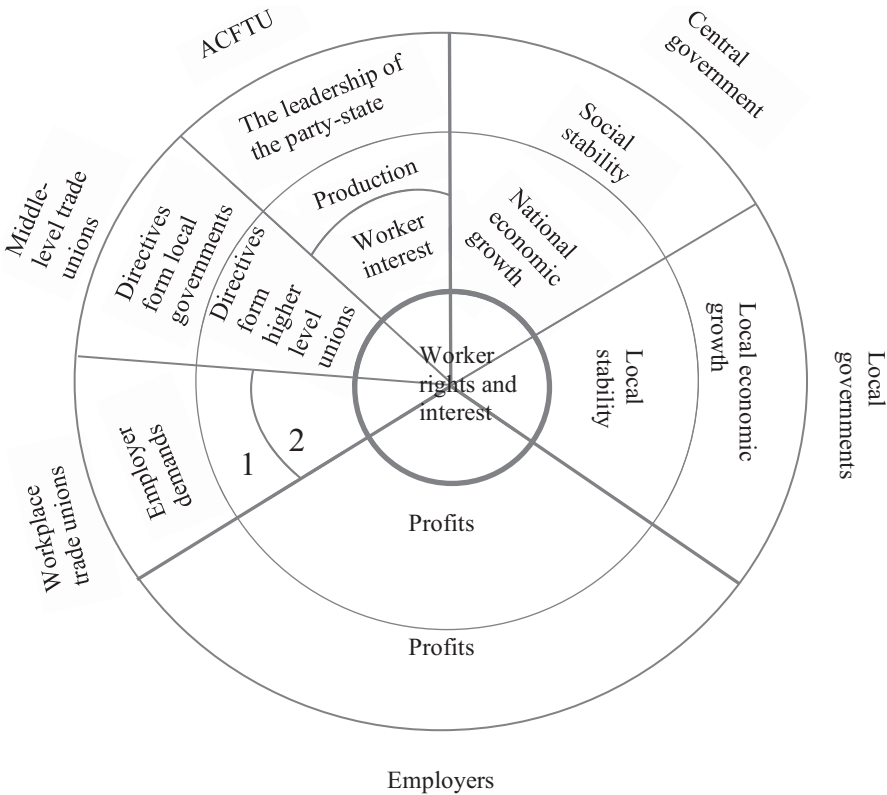 ACFTU
Central
government
The leadership of
the party-state
Social
stability
Production
Worker
interest
National
economic
growth
Middle-
level trade
unions
Directives
form local
governments
Directives
form
higher
level
unions
Worker
rights and
interest
Local
stability
Local economic
growth
Local
governments
Workplace
trade unions
Employer
demands
1
2
Profits
Profits
Employers